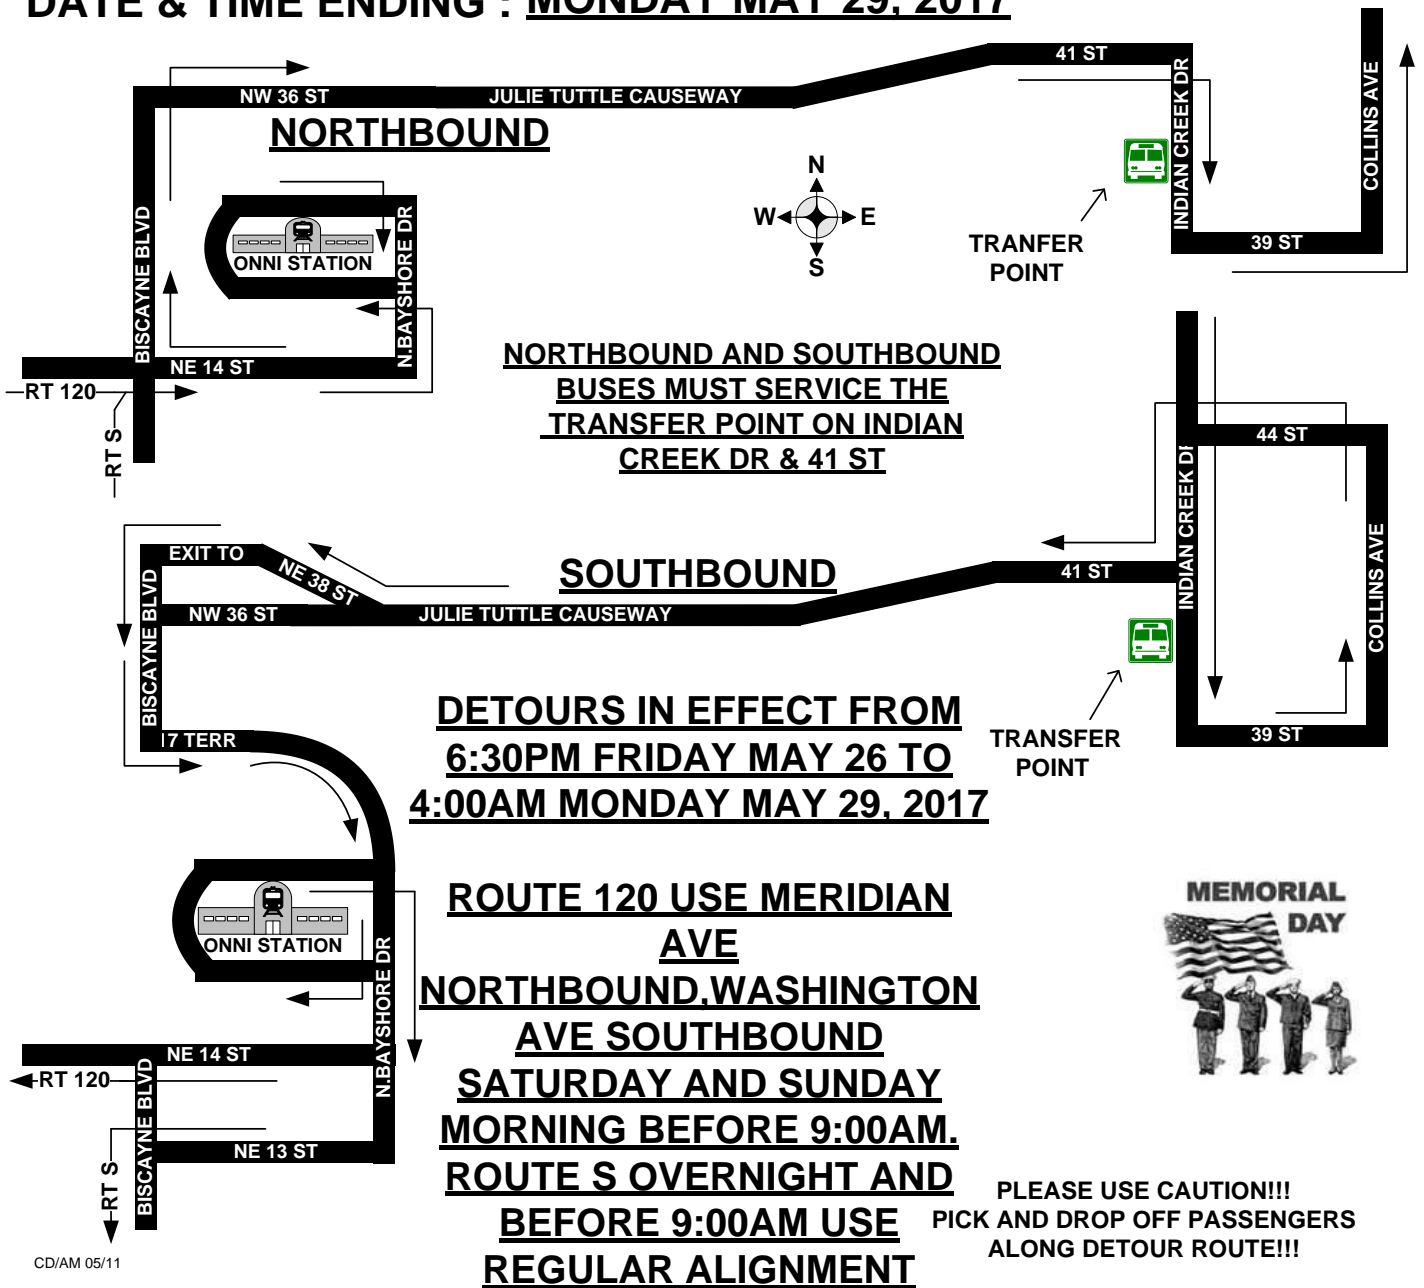 DATE & TIME ENDING : MONDAY MAY 29, 2017
41 ST
NW 36 ST
JULIE TUTTLE CAUSEWAY
INDIAN CREEK DR
COLLINS AVE
NORTHBOUND
BISCAYNE BLVD
N
W
E
S
ONNI STATION
N.BAYSHORE DR
TRANFER
POINT
39 ST
NE 14 ST
RT 120
RT S
NORTHBOUND AND SOUTHBOUND
BUSES MUST SERVICE THE
TRANSFER POINT ON INDIAN
CREEK DR & 41 ST
44 ST
INDIAN CREEK DR
COLLINS AVE
EXIT TO
NE 38 ST
SOUTHBOUND
41 ST
BISCAYNE BLVD
NW 36 ST
JULIE TUTTLE CAUSEWAY
17 TERR
TRANSFER
POINT
39 ST
DETOURS IN EFFECT FROM
6:30PM FRIDAY MAY 26 TO
4:00AM MONDAY MAY 29, 2017
ONNI STATION
N.BAYSHORE DR
ROUTE 120 USE MERIDIAN
AVE
NORTHBOUND,WASHINGTON
AVE SOUTHBOUND
SATURDAY AND SUNDAY
MORNING BEFORE 9:00AM.
ROUTE S OVERNIGHT AND
BEFORE 9:00AM USE
REGULAR ALIGNMENT
MEMORIAL
DAY
NE 14 ST
RT 120
BISCAYNE BLVD
NE 13 ST
RT S
PLEASE USE CAUTION!!!
PICK AND DROP OFF PASSENGERS
ALONG DETOUR ROUTE!!!
CD/AM 05/11